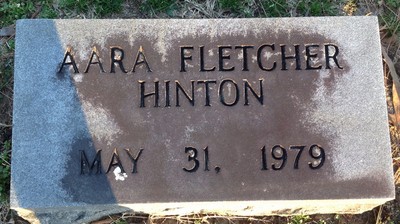 AARA FLETCHER
HINTON
MAY 31, 1979